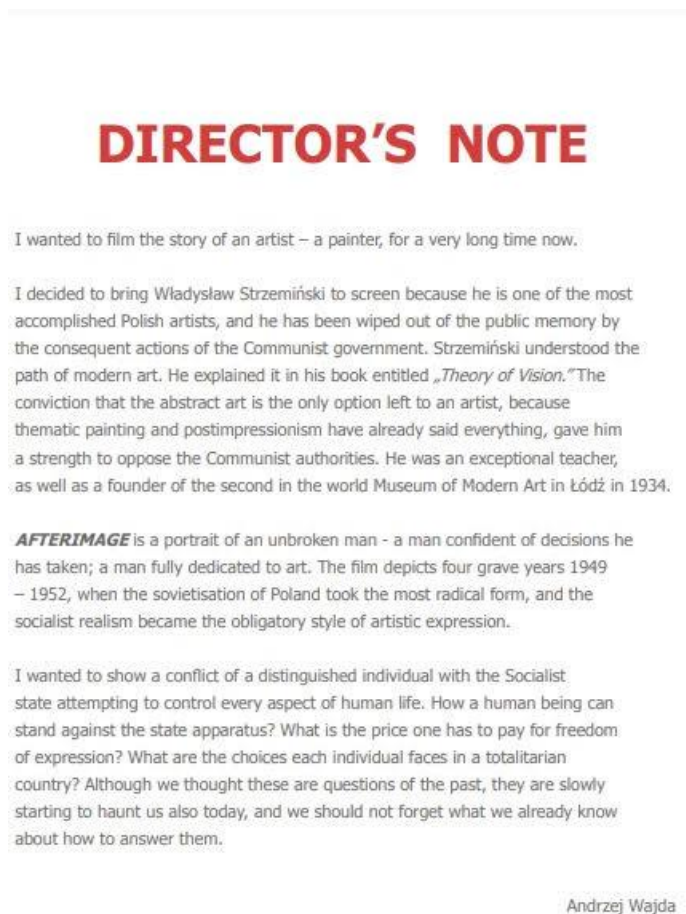 DIRECTOR'S NOTE
I wanted to film the story of an artist – a painter, for a very long time now.
I decided to bring Władysław Strzemiński to screen because he is one of the most
accomplished Polish artists, and he has been wiped out of the public memory by
the consequent actions of the Communist government. Strzemiński understood the
path of modern art. He explained it in his book entitled „Theory of Vision.” The
conviction that the abstract art is the only option left to an artist, because
thematic painting and postimpressionism have already said everything, gave him
a strength to oppose the Communist authorities. He was an exceptional teacher,
as well as a founder of the second in the world Museum of Modern Art in Łódź in 1934.
AFTERIMAGE is a portrait of an unbroken man - a man confident of decisions he
has taken; a man fully dedicated to art. The film depicts four grave years 1949
– 1952, when the sovietisation of Poland took the most radical form, and the
socialist realism became the obligatory style of artistic expression.
I wanted to show a conflict of a distinguished individual with the Socialist
state attempting to control every aspect of human life. How a human being can
stand against the state apparatus? What is the price one has to pay for freedom
of expression? What are the choices each individual faces in a totalitarian
country? Although we thought these are questions of the past, they are slowly
starting to haunt us also today, and we should not forget what we already know
about how to answer them.
Andrzej Wajda